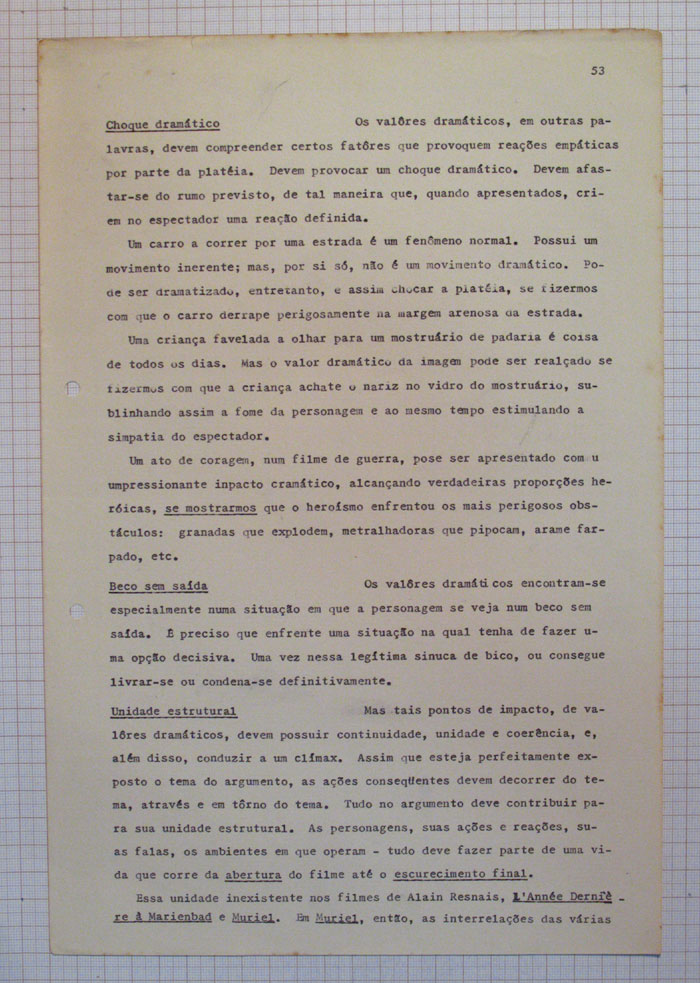 53
Choque dramático Os valôres dramáticos, em outras pa-
lavras, devem compreender certos fatôres que provoquem reações empáticas
por parte da platéia. Devem provocar um choque dramático. Devem afas-
tar-se do rumo previsto, de tal maneira que, quando apresentados, cri-
em no espectador uma reação definida.
Um carro a correr por uma estrada é um fenômeno normal. Possui um
movimento inerente; mas, por si só, não é um movimento dramático. Po-
de ser dramatizado, entretanto, e assim chocar a platéia, se fizermos
com que o carro derrape perigosamente na margem arenosa da estrada.
Uma criança favelada a olhar para um mostruário de padaria é coisa
de todos os dias. Mas o valor dramático da imagem pode ser realçado se
fizermos com que a criança achate o nariz no vidro do mostruário, su-
blinhando assim a fome da personagem e ao mesmo tempo estimulando a
simpatia do espectador.
Um ato de coragem, num filme de guerra, pose ser apresentado com u
umpressionante inpacto cramático, alcançando verdadeiras proporções he-
róicas, se mostrarmos que o heroísmo enfrentou os mais perigosos obs-
táculos: granadas que explodem, metralhadoras que pipocam, arame far-
pado, etc.
Beco sem saída Os valôres dramáticos encontram-se
especialmente numa situação em que a personagem se veja num beco sem
saída. É preciso que enfrente uma situação na qual tenha de fazer u-
ma opção decisiva. Uma vez nessa legítima sinuca de bico, ou consegue
livrar-se ou condena-se definitivamente.
Unidade estrutural Mas tais pontos de impacto, de va-
lôres dramáticos, devem possuir continuidade, unidade e coerência, e,
além disso, conduzir a um clímax. Assim que esteja perfeitamente ex-
posto o tema do argumento, as ações conseqüentes devem decorrer do te-
ma, através e em tôrno do tema. Tudo no argumento deve contribuir pa-
ra sua unidade estrutural. As personagens, suas ações e reações, su-
as falas, os ambientes em que operam - tudo deve fazer parte de uma vi-
da que corre da abertura do filme até o escurecimento final.
Essa unidade inexistente nos filmes de Alain Resnais, l'Année Derniè-
re à Marienbad e Muriel. Em Muriel, então, as interrelações das várias